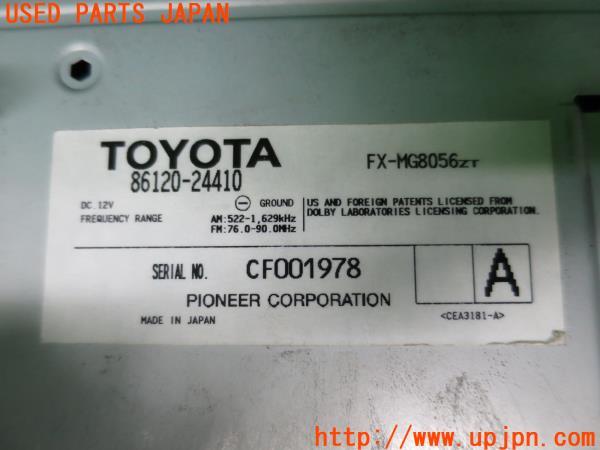 USED PARTS JAPAN
TOYOTA
FX-MG8056ZT
86120-24410
DC. 12V
GROUND
FREQUENCY RANGE
AM:522-1,629kHz
FM:76.0-90.0MHz
US AND FOREIGN PATENTS LICENSED FROM
DOLBY LABORATORIES LICENSING CORPORATION.
SERIAL NO. CF001978
A
PIONEER CORPORATION
MADE IN JAPAN
<CEA3181-A>
(C)UPJ
http://www.upjpn.com/